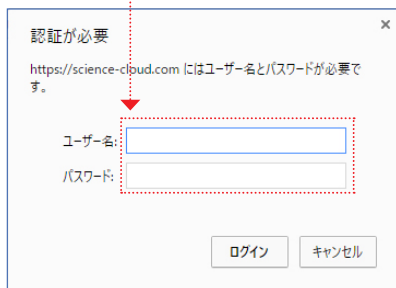 認証が必要
https://science-cloud.com にはユーザー名とパスワードが必要で
す。
ユーザー名:
パスワード:
ログイン キャンセル